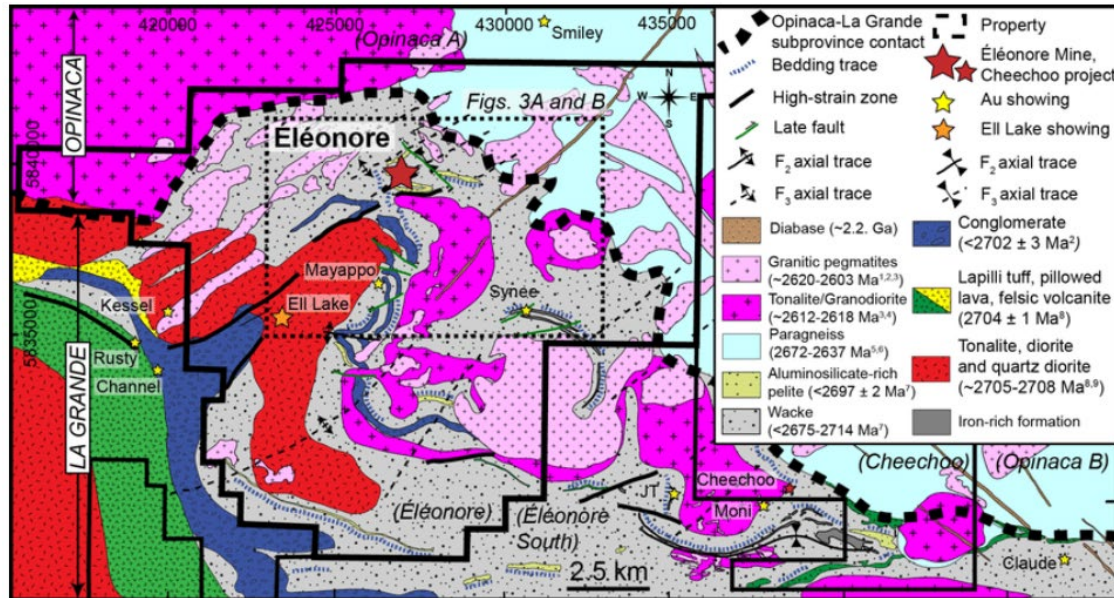 420000
425000
430000
435000
(Opinaca A)
Smiley
OPINACA
5840000
Figs. 3A and B
Éléonore
N
W E
S
Mayappo
Ell Lake
Synee
Kessel
5835000
Rusty
Channel
LA GRANDE
(Éléonore)
(Éléonore
South)
JT
Cheechoo
Moni
(Cheechoo)
(Opinaca B)
Claude
2.5 km
Opinaca-La Grande
subprovince contact
Bedding trace
High-strain zone
Late fault
F₂ axial trace
F₃ axial trace
Diabase (~2.2. Ga)
Granitic pegmatites
(~2620-2603 Ma¹,²,³)
Tonalite/Granodiorite
(~2612-2618 Ma³,⁴)
Paragneiss
(2672-2637 Ma⁵,⁶)
Aluminosilicate-rich
pelite (<2697 ± 2 Ma⁷)
Wacke
(<2675-2714 Ma⁷)
Property
Éléonore Mine,
Cheechoo project
Au showing
Ell Lake showing
F₂ axial trace
F₃ axial trace
Conglomerate
(<2702 ± 3 Ma²)
Lapilli tuff, pillowed
lava, felsic volcanite
(2704 ± 1 Ma⁸)
Tonalite, diorite
and quartz diorite
(~2705-2708 Ma⁸,⁹)
Iron-rich formation